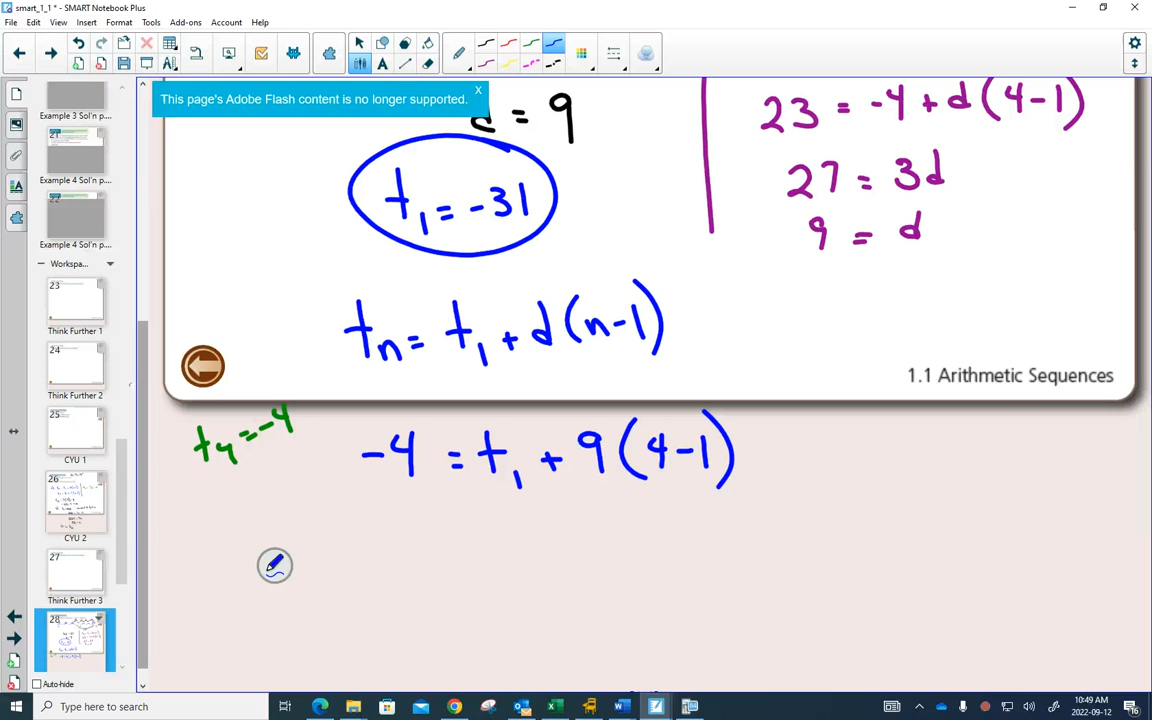 smart_1_1 * - SMART Notebook Plus
File Edit View Insert Format Tools Add-ons Account Help
This page's Adobe Flash content is no longer supported. X
d = 9
t₁ = -31
tₙ = t₁ + d(n-1)
23 = -4 + d(4-1)
27 = 3d
9 = d
1.1 Arithmetic Sequences
t₄ = -4
-4 = t₁ + 9(4-1)
Example 3 Sol'n p...
21
Example 4 Sol'n p...
22
Example 4 Sol'n p...
Workspa...
23
Think Further 1
24
Think Further 2
25
CYU 1
26
CYU 2
27
Think Further 3
28
Auto-hide
Type here to search
10:49 AM
2022-09-12
16